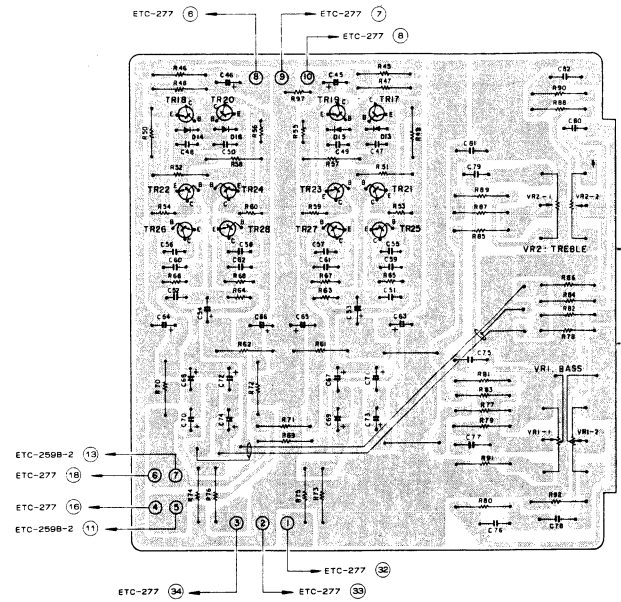 ETC-277 6
ETC-277 7
ETC-277 8
8 9 10
R46 C46 C45 R45
R48 R97 R47
TR18 TR20 TR19 TR17
R50 R56 R55 R49
D14 D16 D15 D13
C48 C50 C49 C47
R58 R57
R52 R51
TR22 TR24 TR23 TR21
R54 R60 R59 R53
TR26 TR28 TR27 TR25
C56 C58 C57 C55
C60 C62 C61 C59
R66 R68 R67 R65
C52 R64 R63 C51
C54 C53
C64 C66 C65 C63
R62 R61
R70 C68 C72 R72 C67 C71
C70 C74 C69 C73
R71
R69
C82
R90
R88
C80
C81
C79
R89
R87
R85
VR2-1 VR2-2
VR2: TREBLE
R86
R84
R82
R78
C75
VR1. BASS
R81
R83
R77
R79
C77
VR1-1 VR1-2
R91
R80 R92
C76 C78
ETC-259B-2 13
ETC-277 18
6 7
R74 R76 R75 R73
ETC-277 16
4 5
ETC-259B-2 11
3 2 1
ETC-277 32
ETC-277 34
ETC-277 33